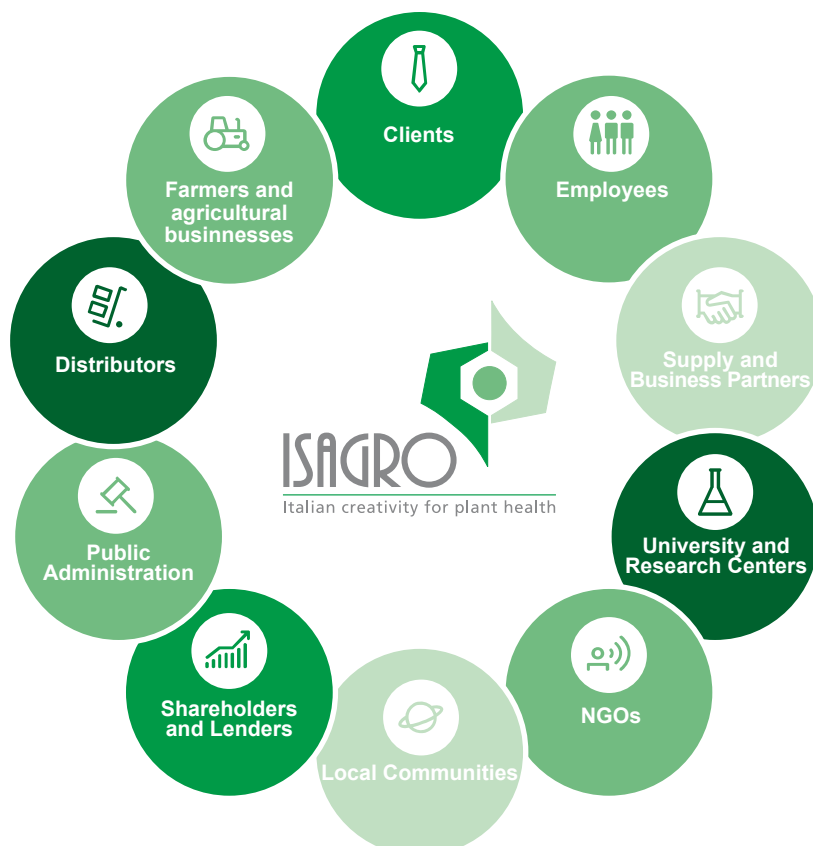 Clients
Employees
Supply and
Business Partners
University and
Research Centers
NGOs
Local Communities
Shareholders
and Lenders
Public
Administration
Distributors
Farmers and
agricultural
businnesses
ISAGRO
Italian creativity for plant health